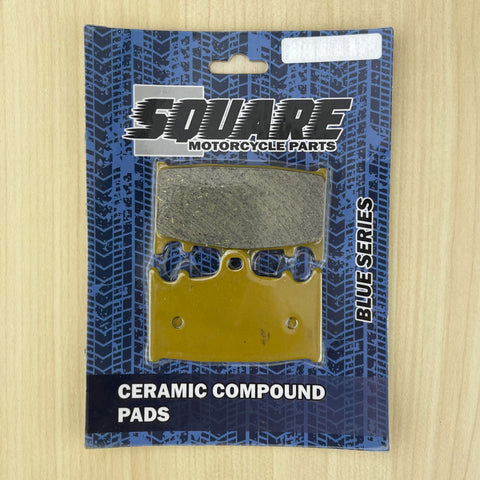 SQUARE
MOTORCYCLE PARTS
BLUE SERIES
CERAMIC COMPOUND
PADS